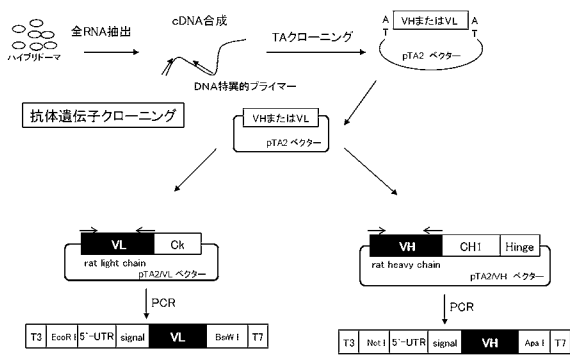 全RNA抽出
cDNA合成
TAクローニング
ハイブリドーマ
DNA特異的プライマー
A VHまたはVL A
T T
pTA2 ベクター
抗体遺伝子クローニング
VHまたはVL
pTA2 ベクター
VL Ck
rat light chain
pTA2/VL ベクター
VH CH1 Hinge
rat heavy chain
pTA2/VH ベクター
PCR
PCR
T3 EcoR I 5`-UTR signal VL BsW I T7
T3 Not I 5`-UTR signal VH Apa I T7